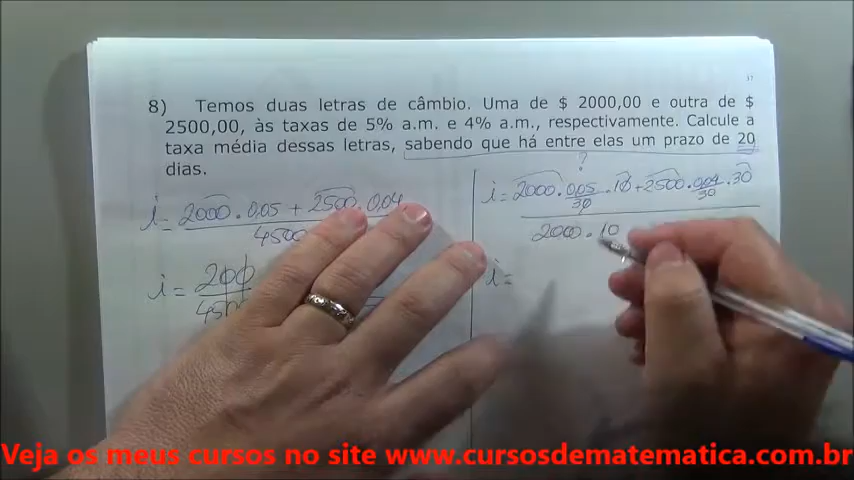 37
8) Temos duas letras de câmbio. Uma de $ 2000,00 e outra de $
2500,00, às taxas de 5% a.m. e 4% a.m., respectivamente. Calcule a
taxa média dessas letras, sabendo que há entre elas um prazo de 20
dias.
?
i = 2000 . 0,05 + 2500 . 0,04
4500
i = 200
450
i = 2000 . 0,05/30 . 10 + 2500 . 0,04/30 . 30
2000 . 10
i =
Veja os meus cursos no site www.cursosdematematica.com.br